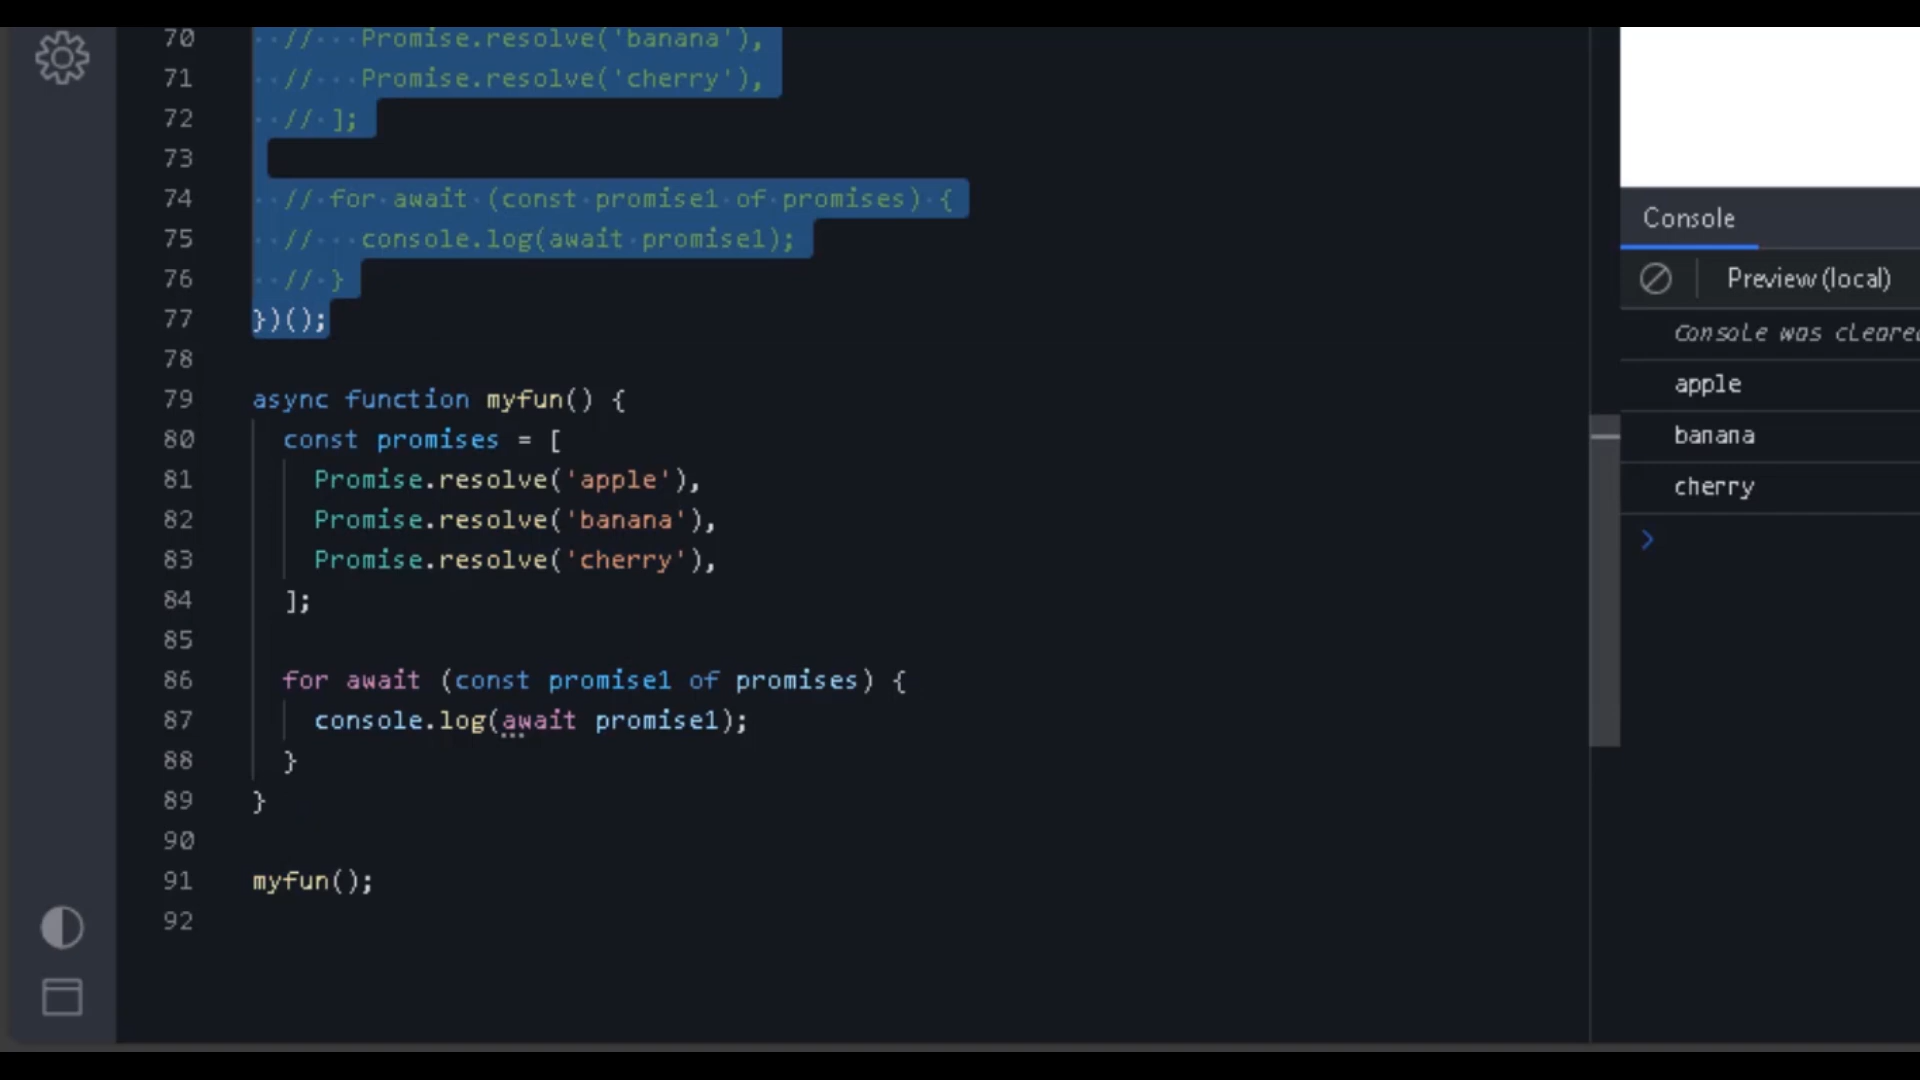 70 // Promise.resolve('banana'),
71 // Promise.resolve('cherry'),
72 // ];
73
74 // for await (const promise1 of promises) {
75 // console.log(await promise1);
76 // }
77 })();
78
79 async function myfun() {
80 const promises = [
81 Promise.resolve('apple'),
82 Promise.resolve('banana'),
83 Promise.resolve('cherry'),
84 ];
85
86 for await (const promise1 of promises) {
87 console.log(await promise1);
88 }
89 }
90
91 myfun();
92
Console
Preview (local)
Console was cleared
apple
banana
cherry